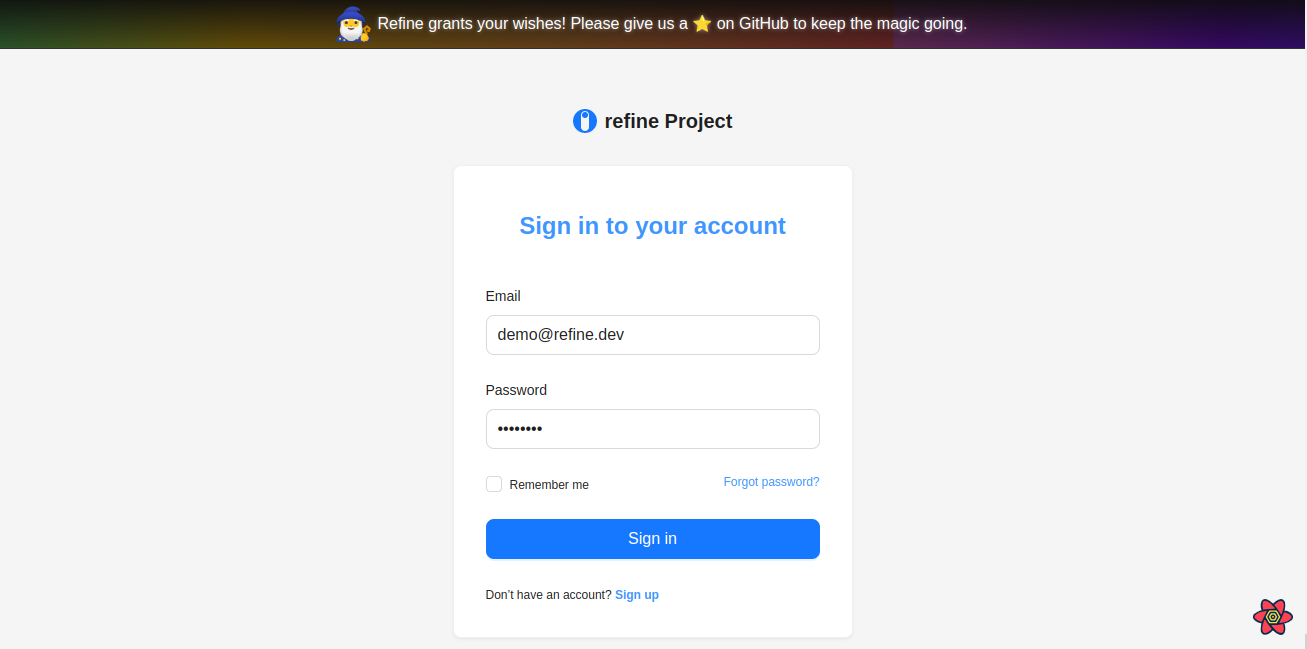 Refine grants your wishes! Please give us a ⭐ on GitHub to keep the magic going.
refine Project
Sign in to your account
Email
demo@refine.dev
Password
••••••••
Remember me
Forgot password?
Sign in
Don’t have an account? Sign up